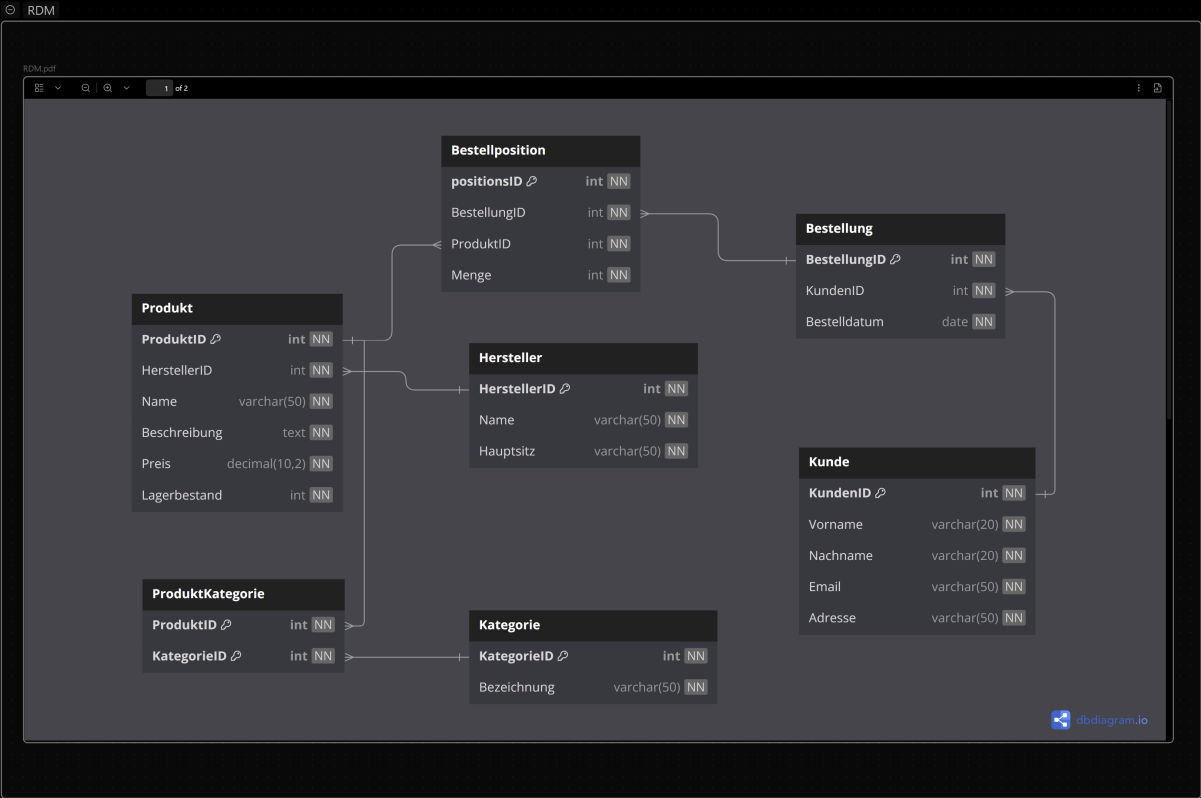 RDM
RDM.pdf
1 of 2
Bestellposition
positionsID int NN
BestellungID int NN
ProduktID int NN
Menge int NN
Bestellung
BestellungID int NN
KundenID int NN
Bestelldatum date NN
Produkt
ProduktID int NN
HerstellerID int NN
Name varchar(50) NN
Beschreibung text NN
Preis decimal(10,2) NN
Lagerbestand int NN
Hersteller
HerstellerID int NN
Name varchar(50) NN
Hauptsitz varchar(50) NN
Kunde
KundenID int NN
Vorname varchar(20) NN
Nachname varchar(20) NN
Email varchar(50) NN
Adresse varchar(50) NN
ProduktKategorie
ProduktID int NN
KategorieID int NN
Kategorie
KategorieID int NN
Bezeichnung varchar(50) NN
dbdiagram.io